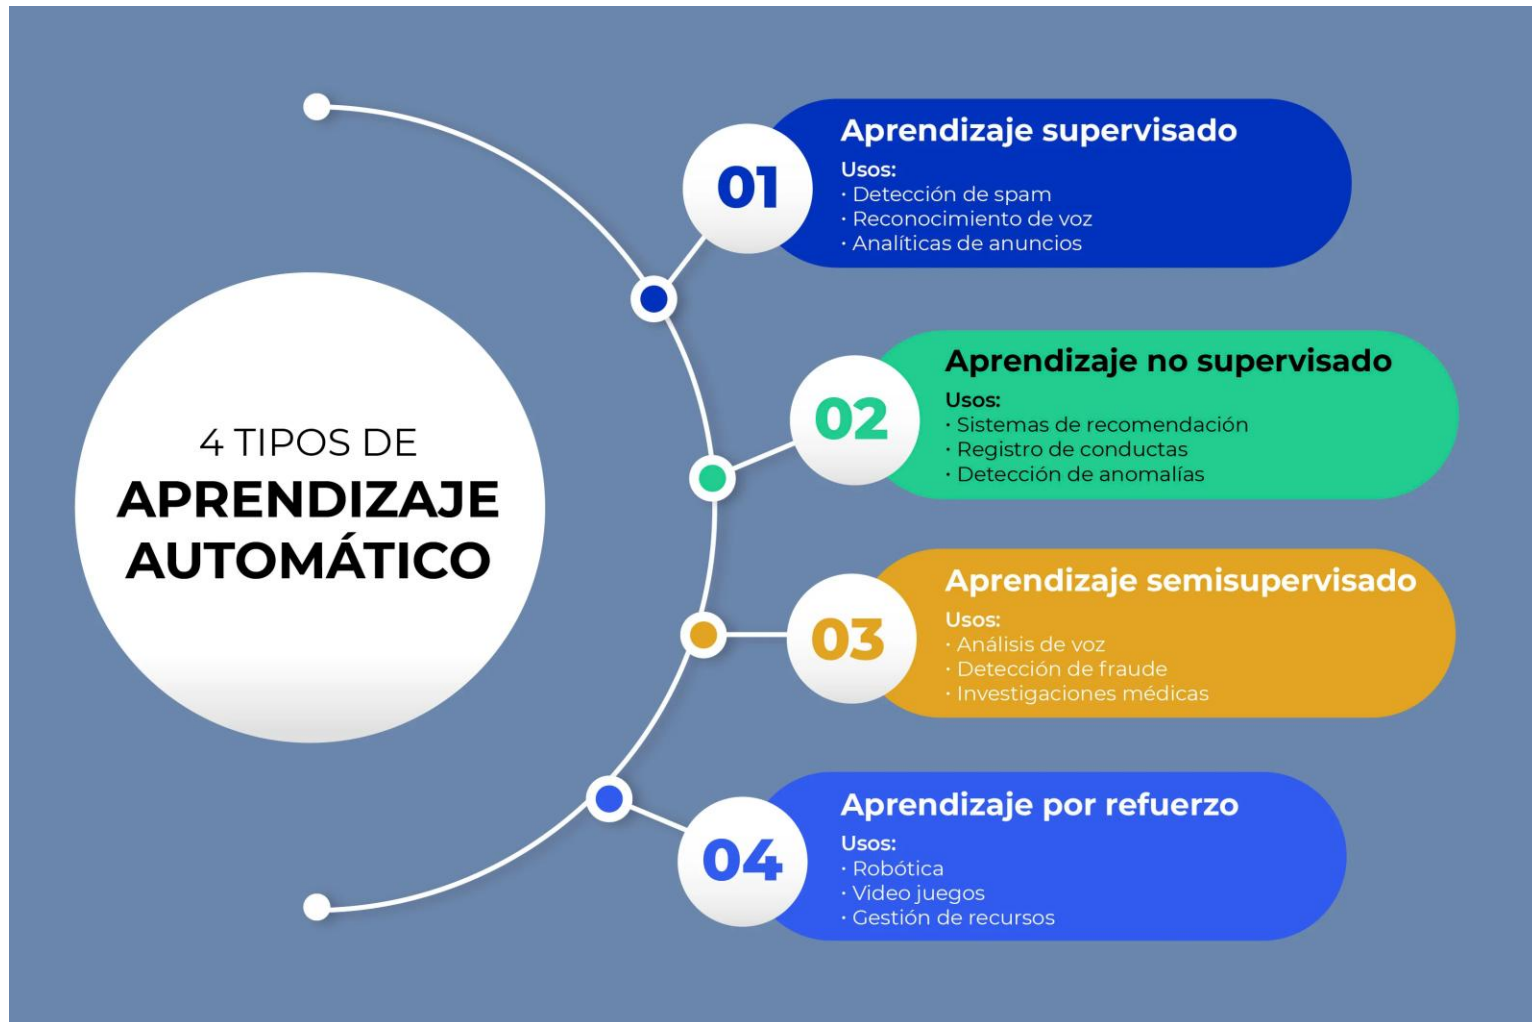 4 TIPOS DE
APRENDIZAJE
AUTOMÁTICO
01
Aprendizaje supervisado
Usos:
· Detección de spam
· Reconocimiento de voz
· Analíticas de anuncios
02
Aprendizaje no supervisado
Usos:
· Sistemas de recomendación
· Registro de conductas
· Detección de anomalías
03
Aprendizaje semisupervisado
Usos:
· Análisis de voz
· Detección de fraude
· Investigaciones médicas
04
Aprendizaje por refuerzo
Usos:
· Robótica
· Video juegos
· Gestión de recursos